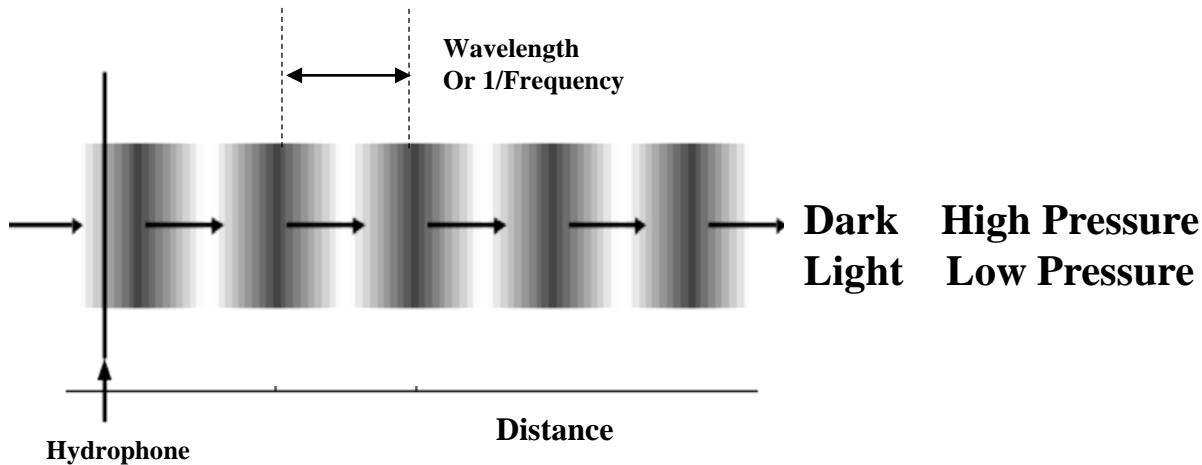 Wavelength
Or 1/Frequency
Dark High Pressure
Light Low Pressure
Distance
Hydrophone